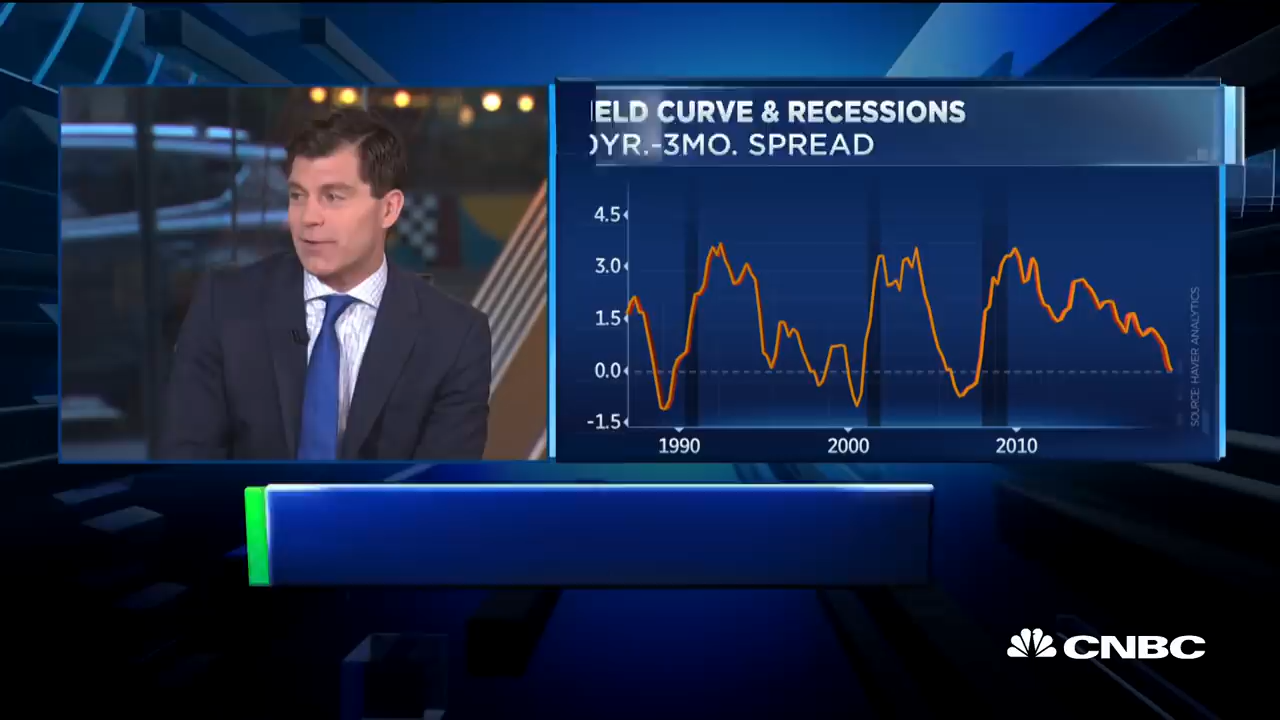 IELD CURVE & RECESSIONS
0YR.-3MO. SPREAD
4.5
3.0
1.5
0.0
-1.5
1990 2000 2010
SOURCE: HAVER ANALYTICS
CNBC